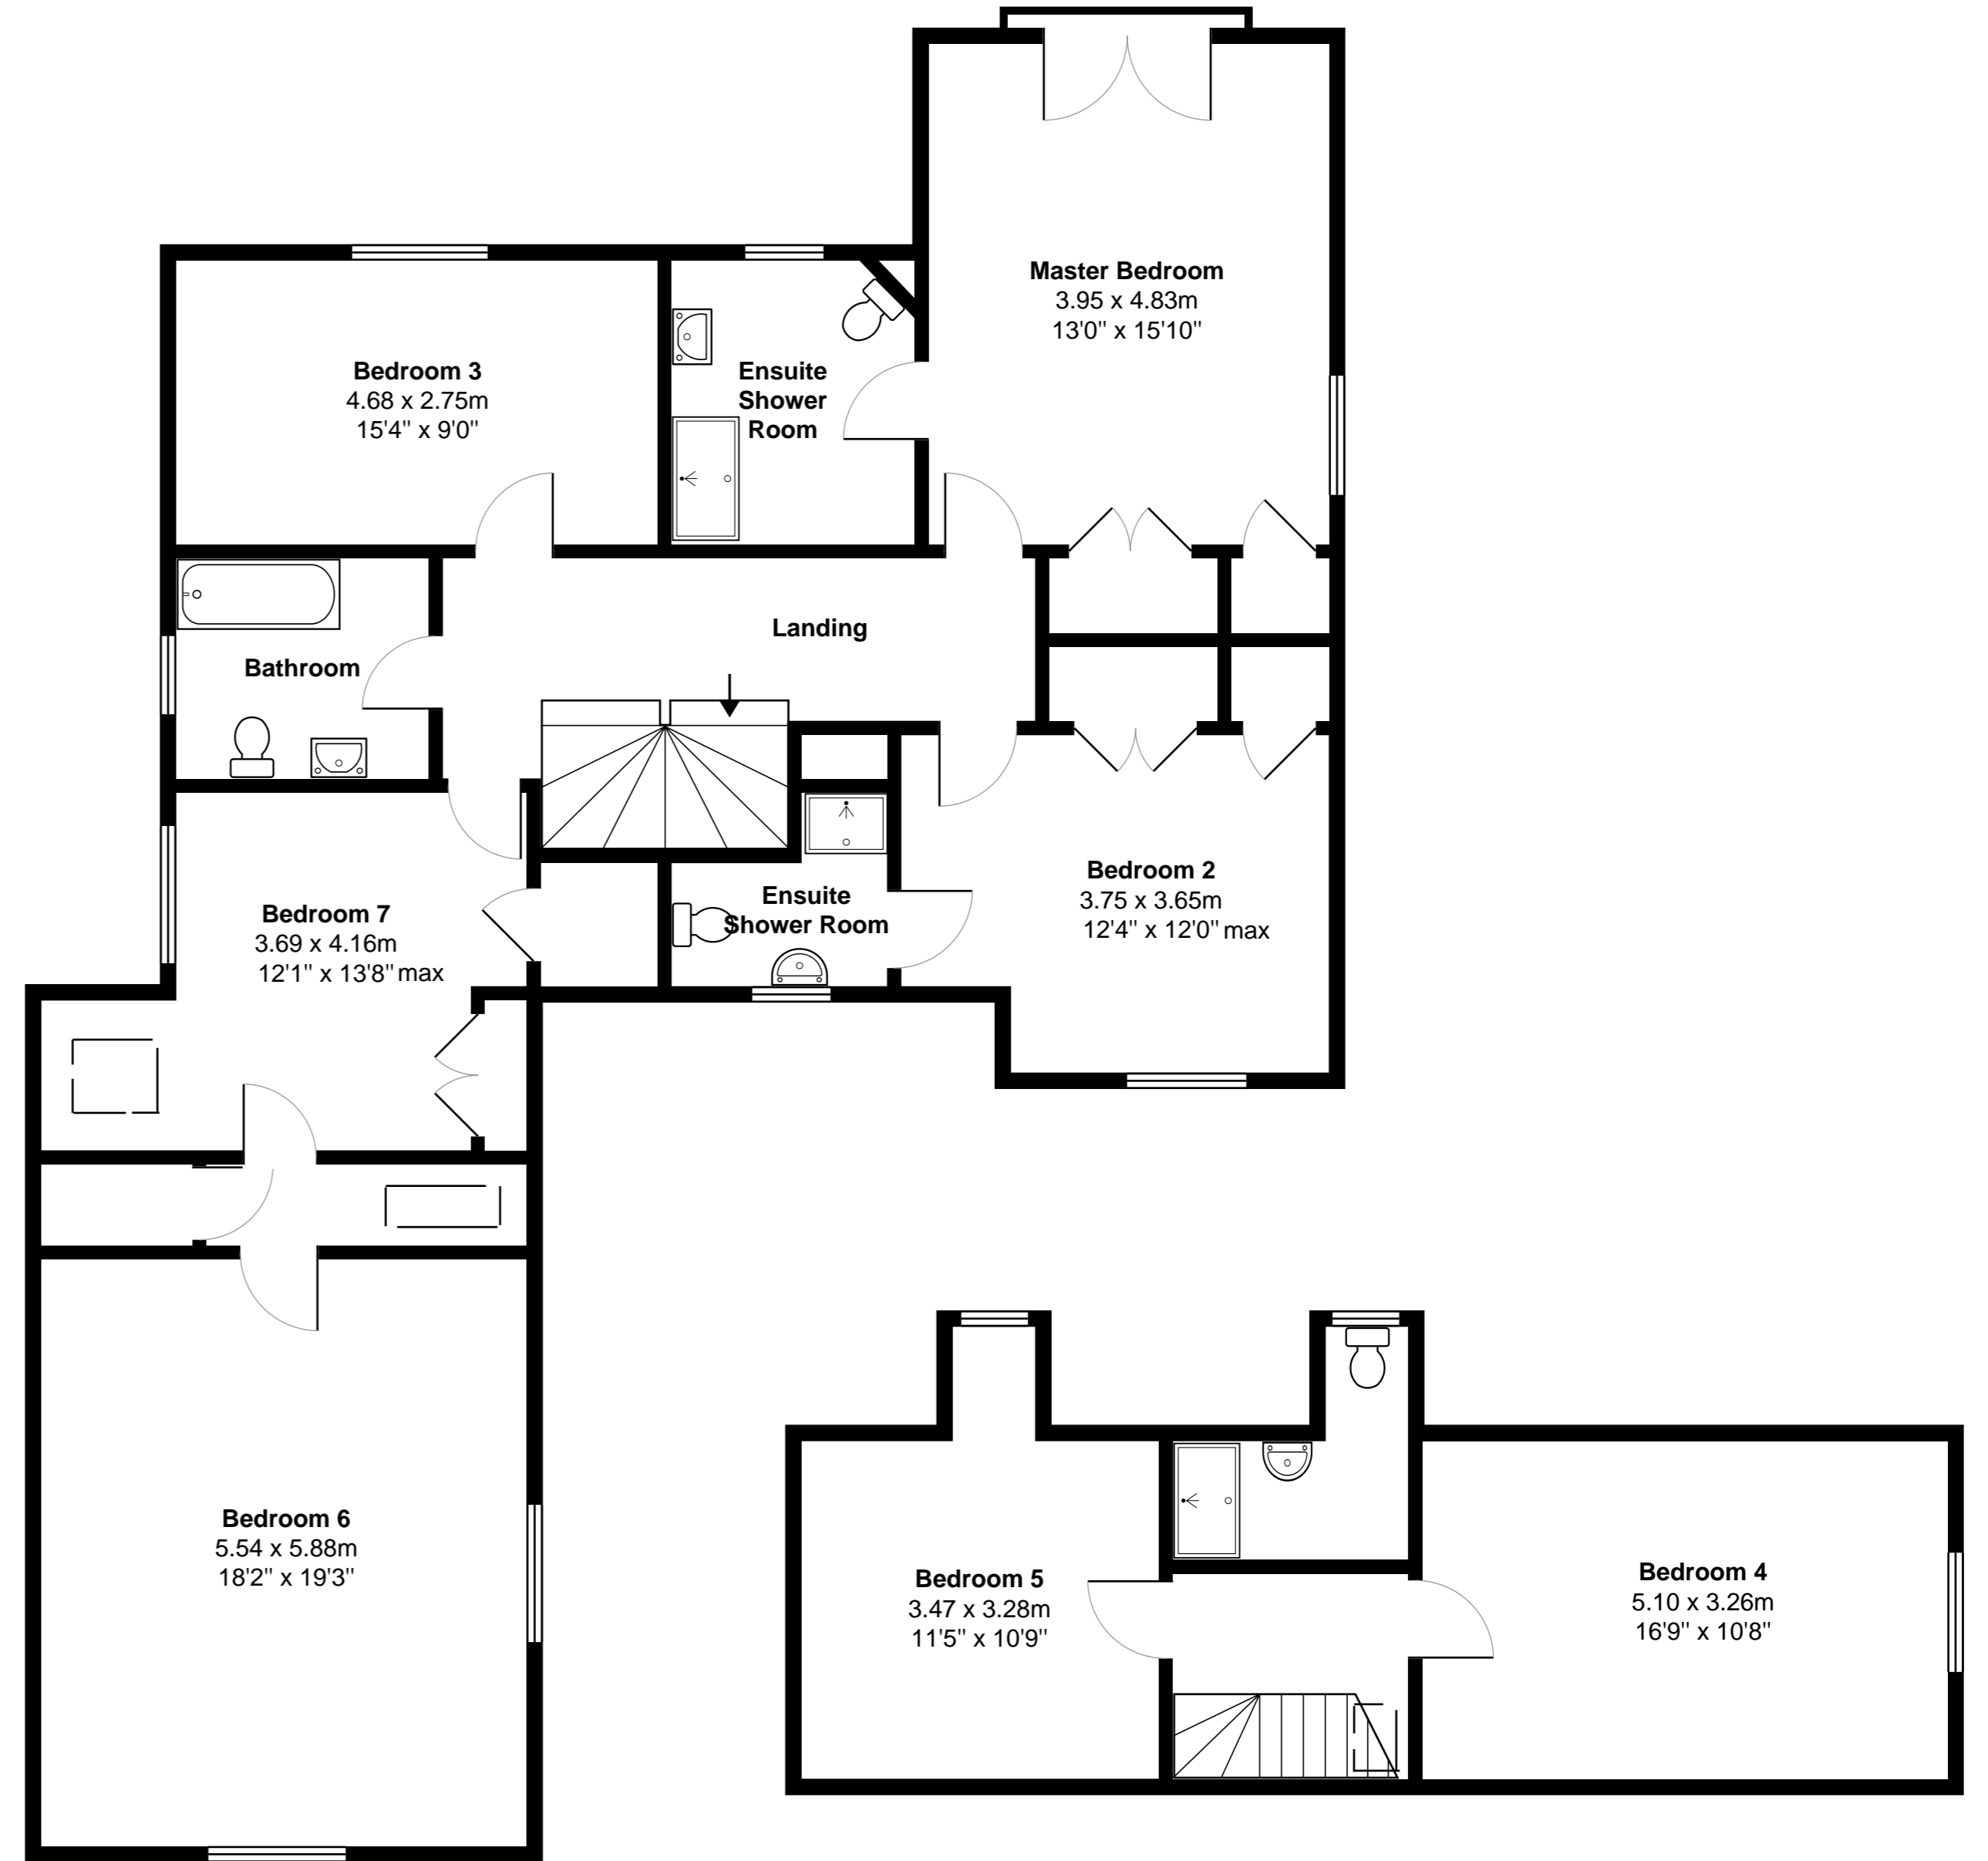 Master Bedroom
3.95 x 4.83m
13'0" x 15'10"
Bedroom 3
4.68 x 2.75m
15'4" x 9'0"
Ensuite
Shower
Room
Landing
Bathroom
Bedroom 2
3.75 x 3.65m
12'4" x 12'0" max
Ensuite
Shower Room
Bedroom 7
3.69 x 4.16m
12'1" x 13'8" max
Bedroom 6
5.54 x 5.88m
18'2" x 19'3"
Bedroom 5
3.47 x 3.28m
11'5" x 10'9"
Bedroom 4
5.10 x 3.26m
16'9" x 10'8"